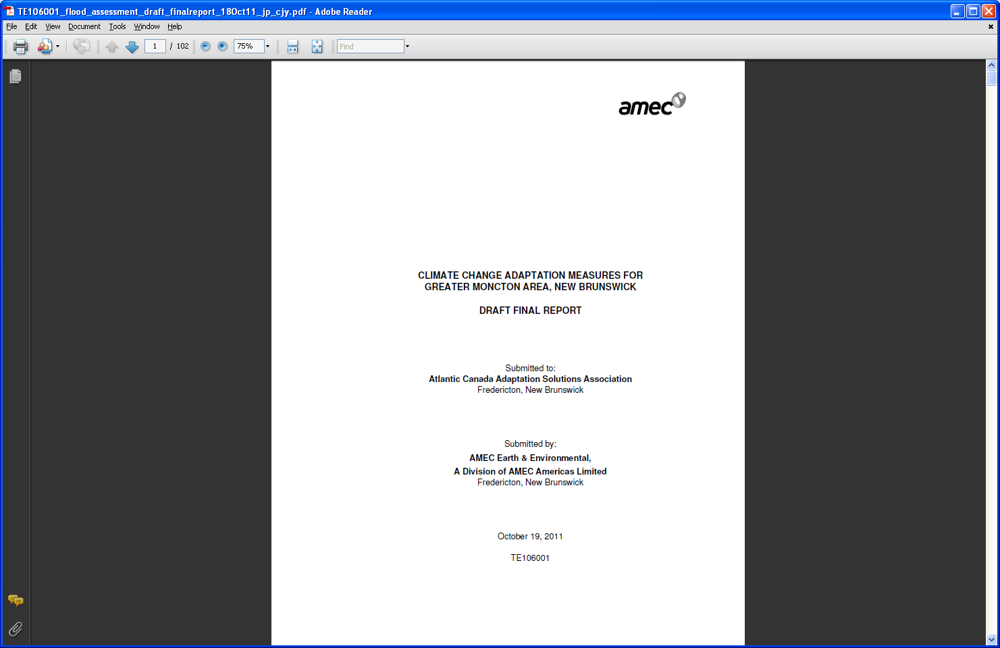 TE106001_flood_assessment_draft_finalreport_18Oct11_jp_cjy.pdf - Adobe Reader
File Edit View Document Tools Window Help
1 / 102 75% Find
amec
CLIMATE CHANGE ADAPTATION MEASURES FOR
GREATER MONCTON AREA, NEW BRUNSWICK
DRAFT FINAL REPORT
Submitted to:
Atlantic Canada Adaptation Solutions Association
Fredericton, New Brunswick
Submitted by:
AMEC Earth & Environmental,
A Division of AMEC Americas Limited
Fredericton, New Brunswick
October 19, 2011
TE106001